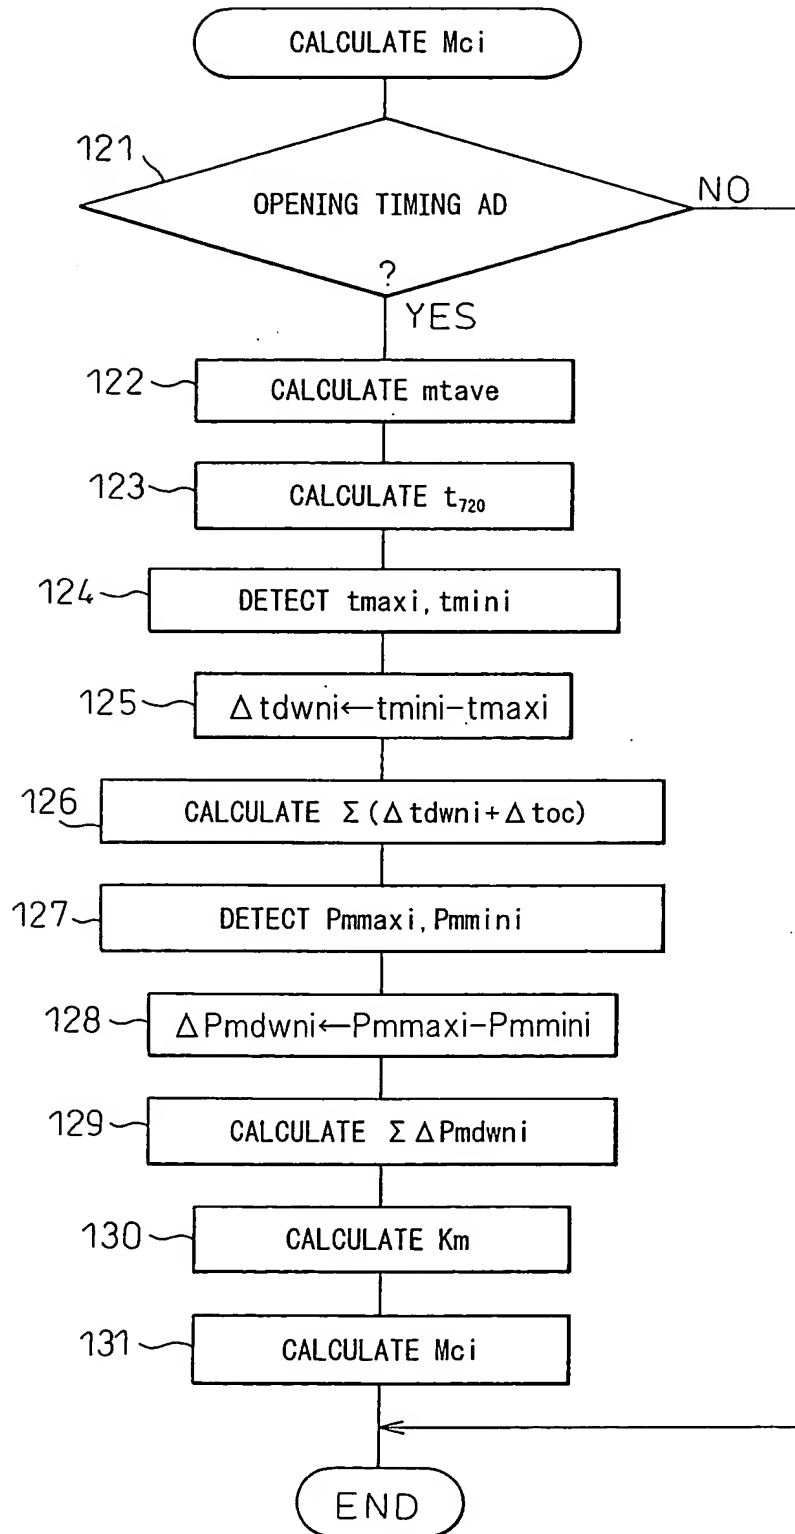 CALCULATE Mci
121
OPENING TIMING AD
?
NO
YES
122
CALCULATE mtave
123
CALCULATE t₇₂₀
124
DETECT tmaxi, tmini
125
Δtdwni←tmini-tmaxi
126
CALCULATE Σ(Δtdwni+Δtoc)
127
DETECT Pmmaxi, Pmmini
128
ΔPmdwni←Pmmaxi-Pmmini
129
CALCULATE ΣΔPmdwni
130
CALCULATE Km
131
CALCULATE Mci
END